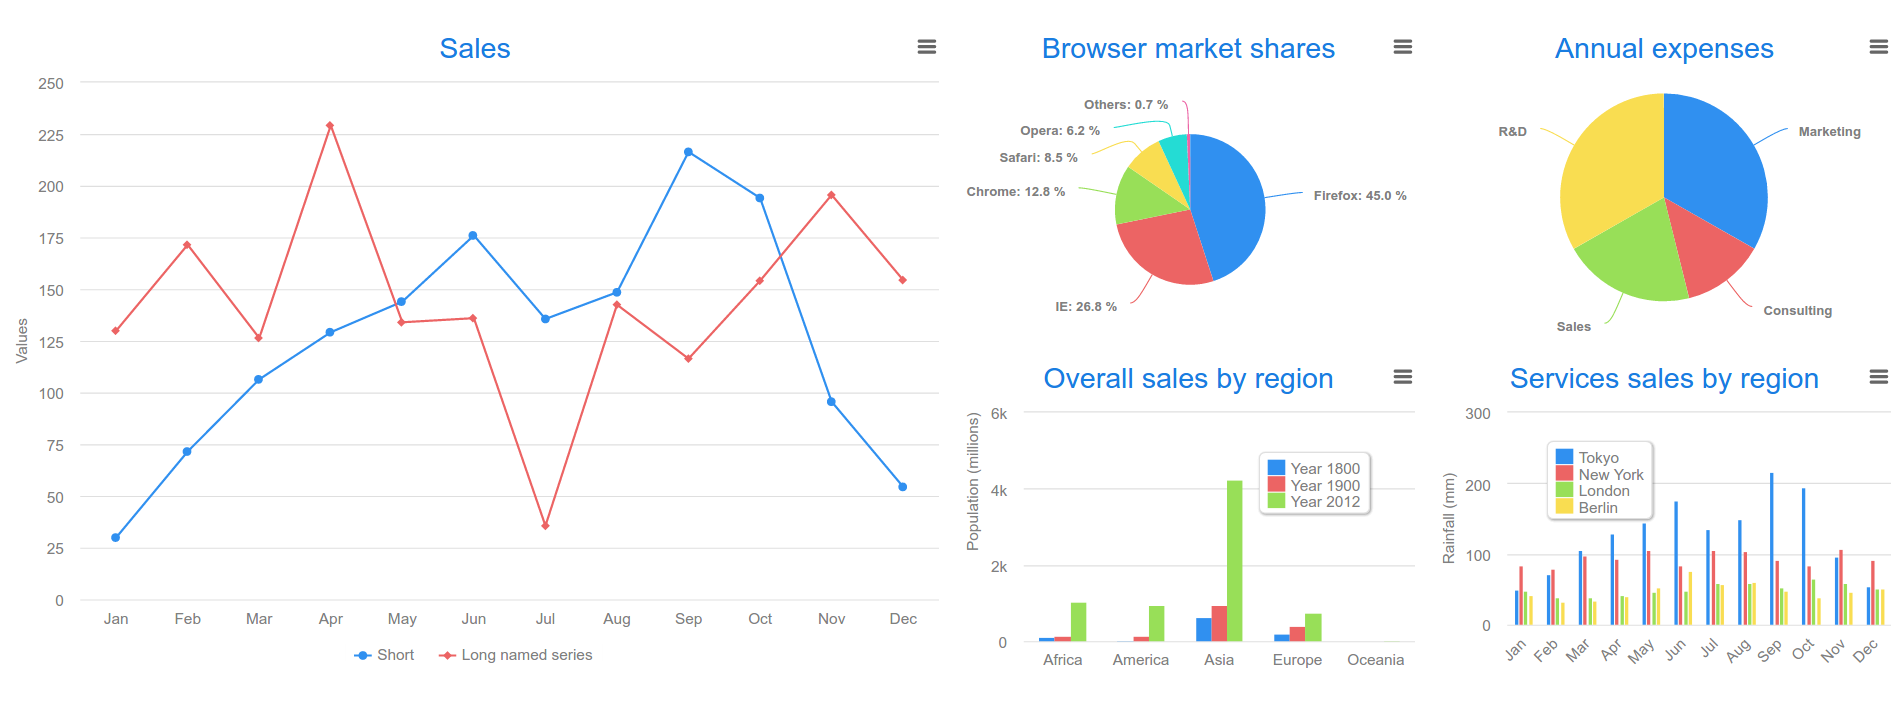 Sales
250
225
200
175
150
125
100
75
50
25
0
Values
Jan Feb Mar Apr May Jun Jul Aug Sep Oct Nov Dec
Short Long named series
Browser market shares
Others: 0.7 %
Opera: 6.2 %
Safari: 8.5 %
Chrome: 12.8 %
Firefox: 45.0 %
IE: 26.8 %
Annual expenses
R&D
Marketing
Consulting
Sales
Overall sales by region
Population (millions)
6k
4k
2k
0
Year 1800
Year 1900
Year 2012
Africa America Asia Europe Oceania
Services sales by region
Rainfall (mm)
300
200
100
0
Tokyo
New York
London
Berlin
Jan Feb Mar Apr May Jun Jul Aug Sep Oct Nov Dec